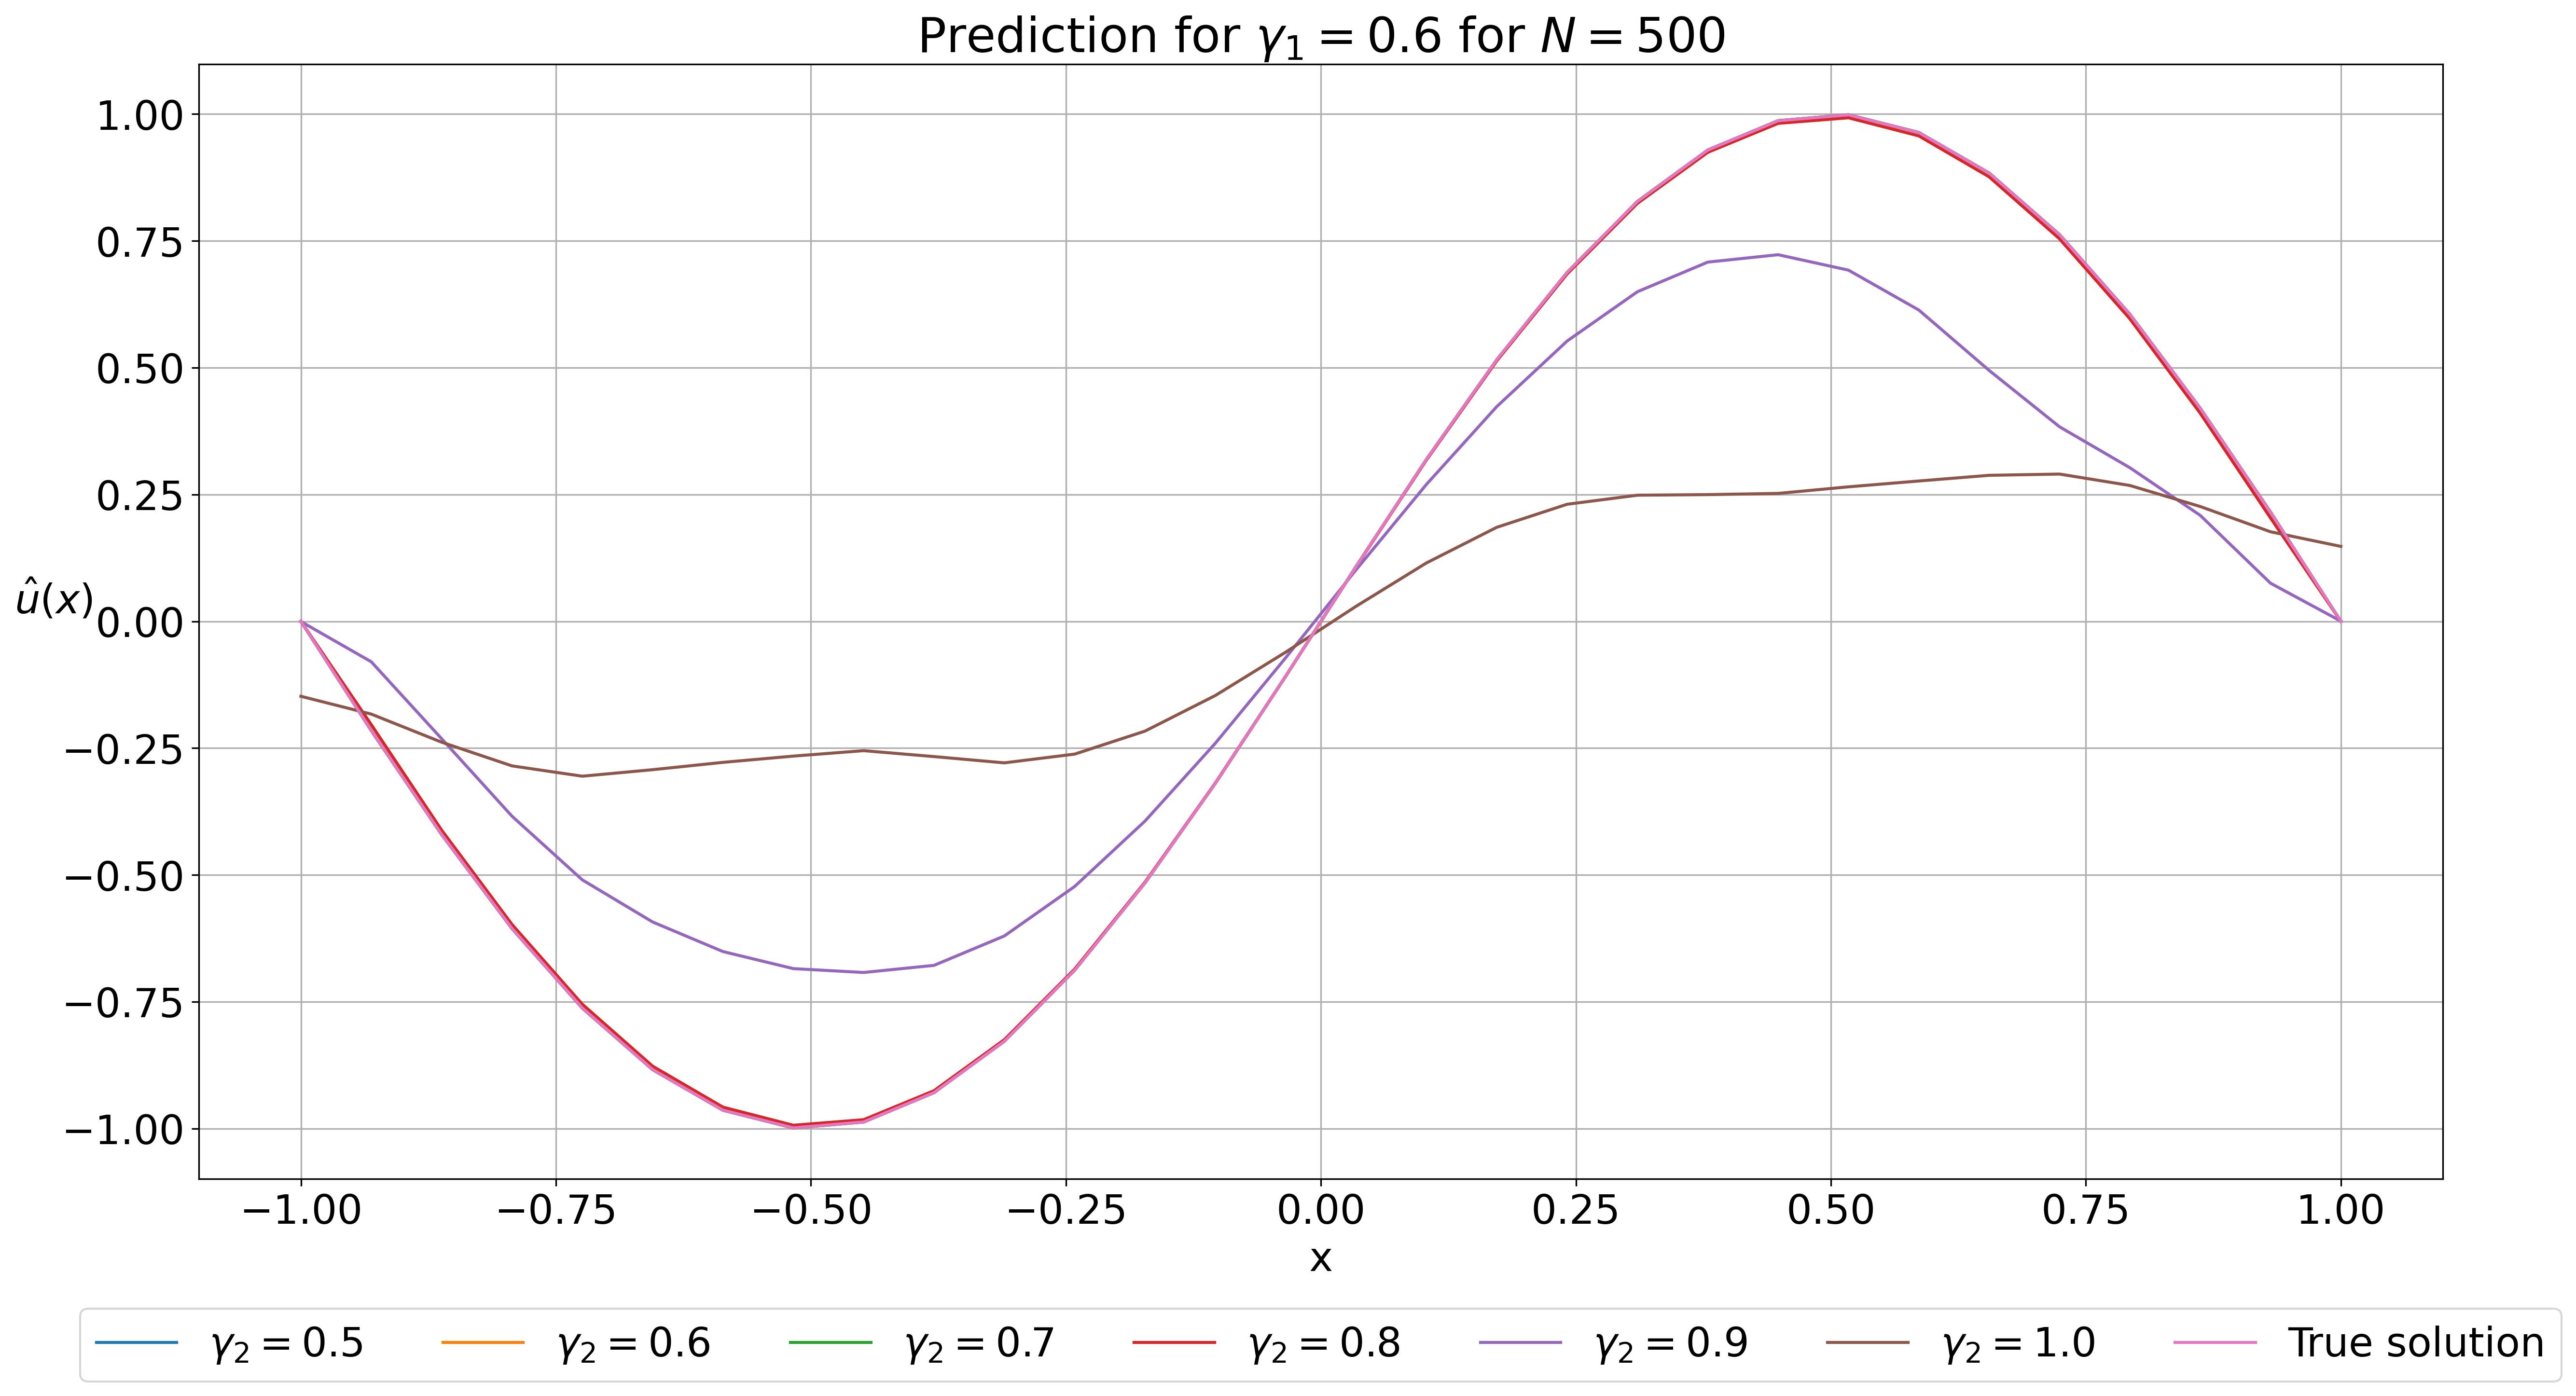 Prediction for γ₁ = 0.6 for N = 500
1.00
0.75
0.50
0.25
û(x)
0.00
−0.25
−0.50
−0.75
−1.00
−1.00 −0.75 −0.50 −0.25 0.00 0.25 0.50 0.75 1.00
x
γ₂ = 0.5 γ₂ = 0.6 γ₂ = 0.7 γ₂ = 0.8 γ₂ = 0.9 γ₂ = 1.0 True solution